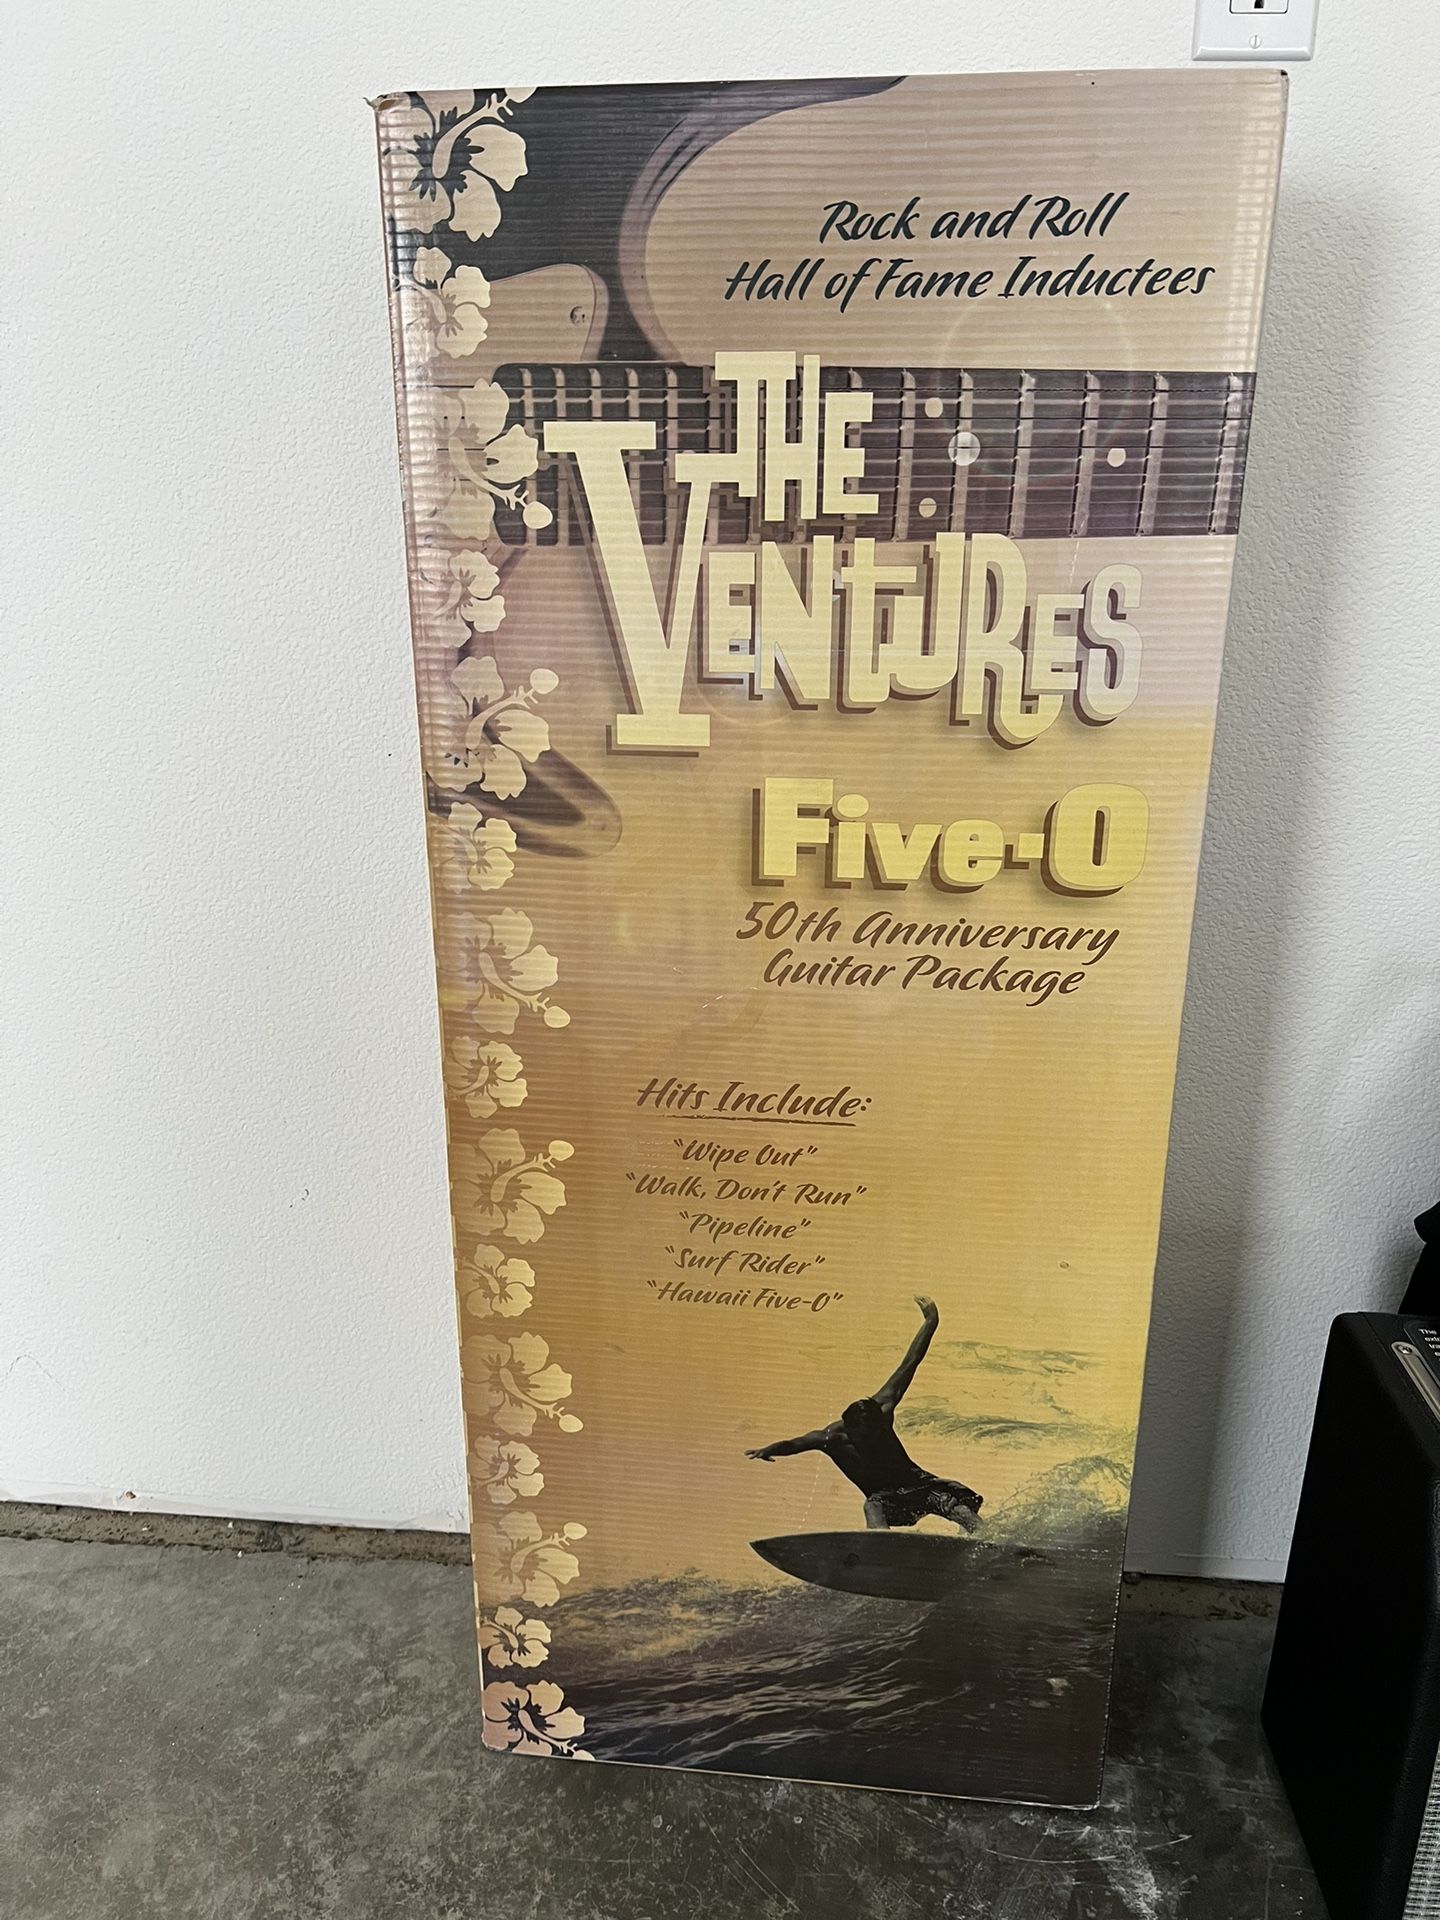 Rock and Roll
Hall of Fame Inductees
THE
VENTURES
Five-O
50th Anniversary
Guitar Package
Hits Include:
"Wipe Out"
"Walk, Don't Run"
"Pipeline"
"Surf Rider"
"Hawaii Five-O"
The